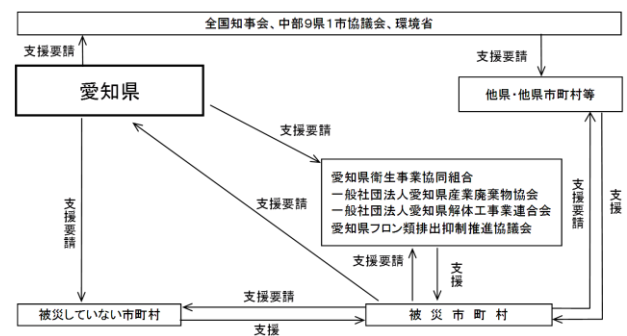 全国知事会、中部9県1市協議会、環境省
支援要請
支援要請
愛知県
他県・他県市町村等
支援要請
愛知県衛生事業協同組合
一般社団法人愛知県産業廃棄物協会
一般社団法人愛知県解体工事業連合会
愛知県フロン類排出抑制推進協議会
支援要請
支援要請
支援要請
支援
支援要請
支援
支援要請
被災していない市町村
被災市町村
支援